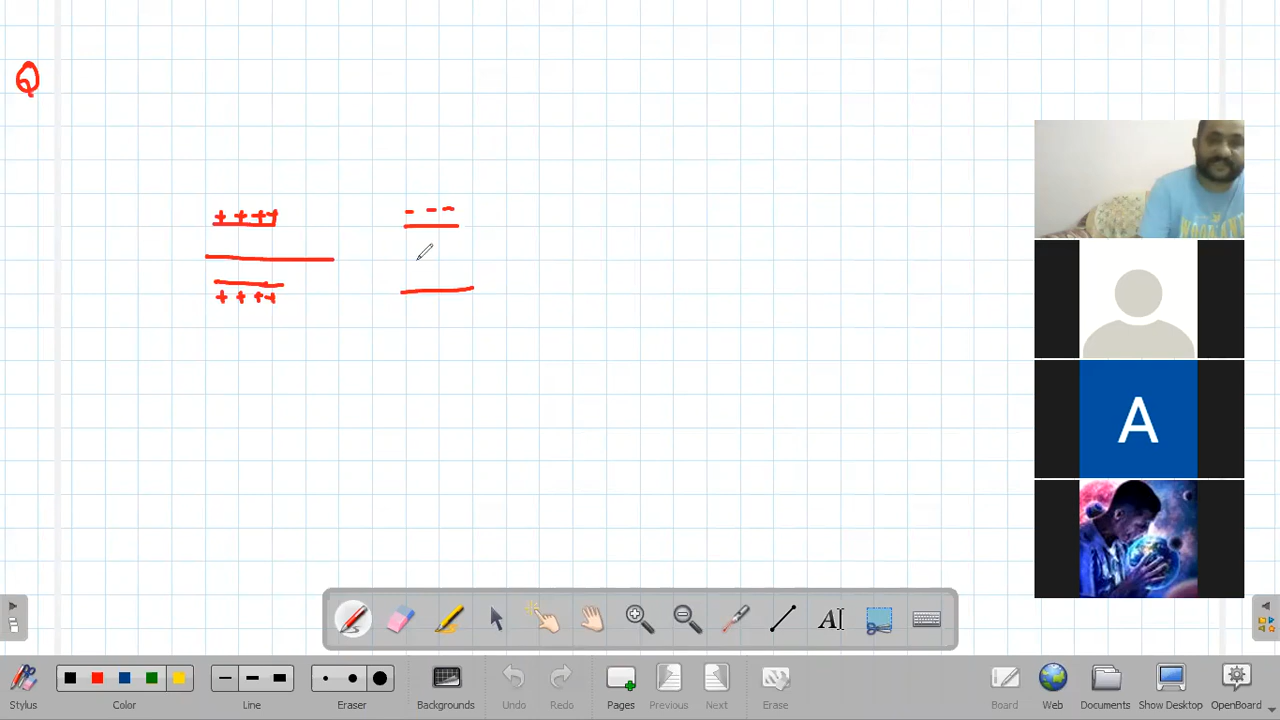 Q
+ + + +
- - -
+ + + +
A
A
Stylus
Color
Line
Eraser
Backgrounds
Undo
Redo
Pages
Previous
Next
Erase
Board
Web
Documents
Show Desktop
OpenBoard